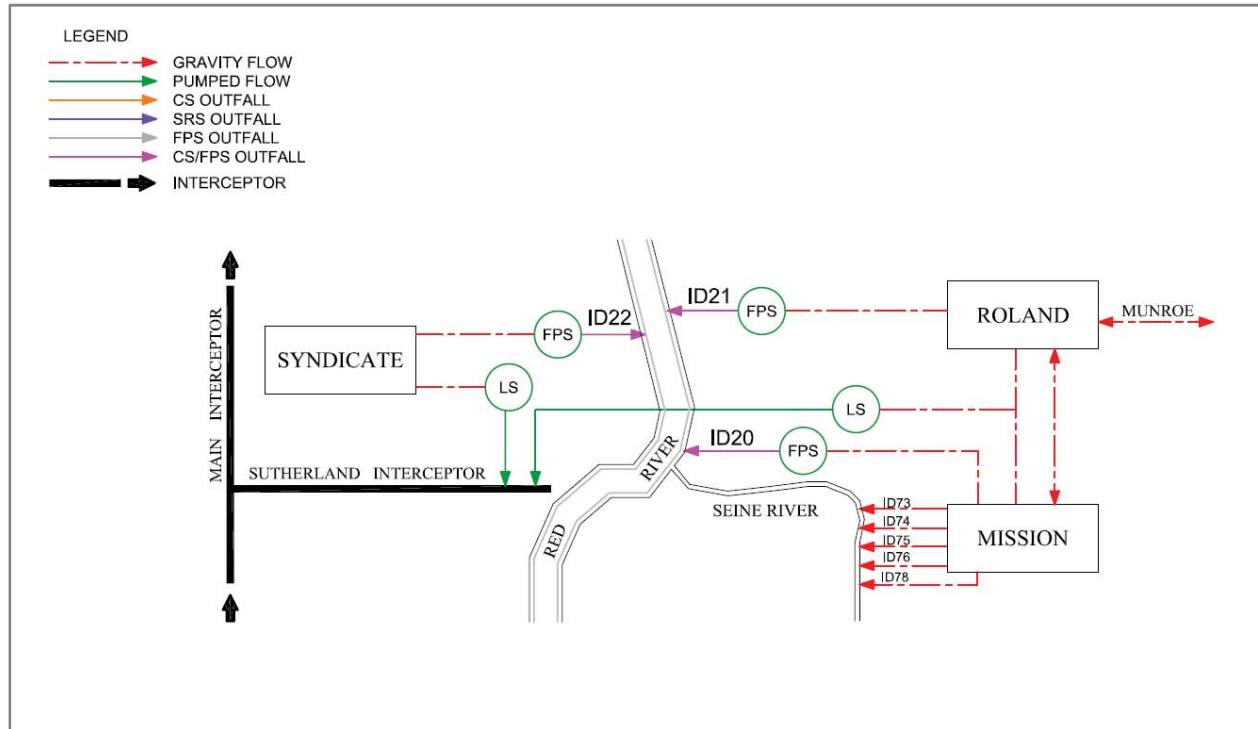 LEGEND
GRAVITY FLOW
PUMPED FLOW
CS OUTFALL
SRS OUTFALL
FPS OUTFALL
CS/FPS OUTFALL
INTERCEPTOR
ID21
FPS
ROLAND
MUNROE
SYNDICATE
FPS
ID22
LS
LS
MAIN INTERCEPTOR
SUTHERLAND INTERCEPTOR
ID20
FPS
RED RIVER
SEINE RIVER
ID73
ID74
ID75
ID76
ID78
MISSION